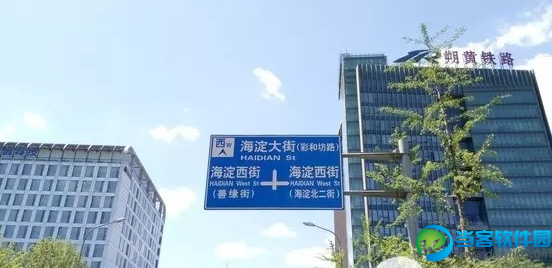 朔黄铁路
西W
海淀大街(彩和坊路)
HAIDIAN St
海淀西街
HAIDIAN West St
(善缘街)
海淀西街
HAIDIAN West St
(海淀北二街)
当客软件园